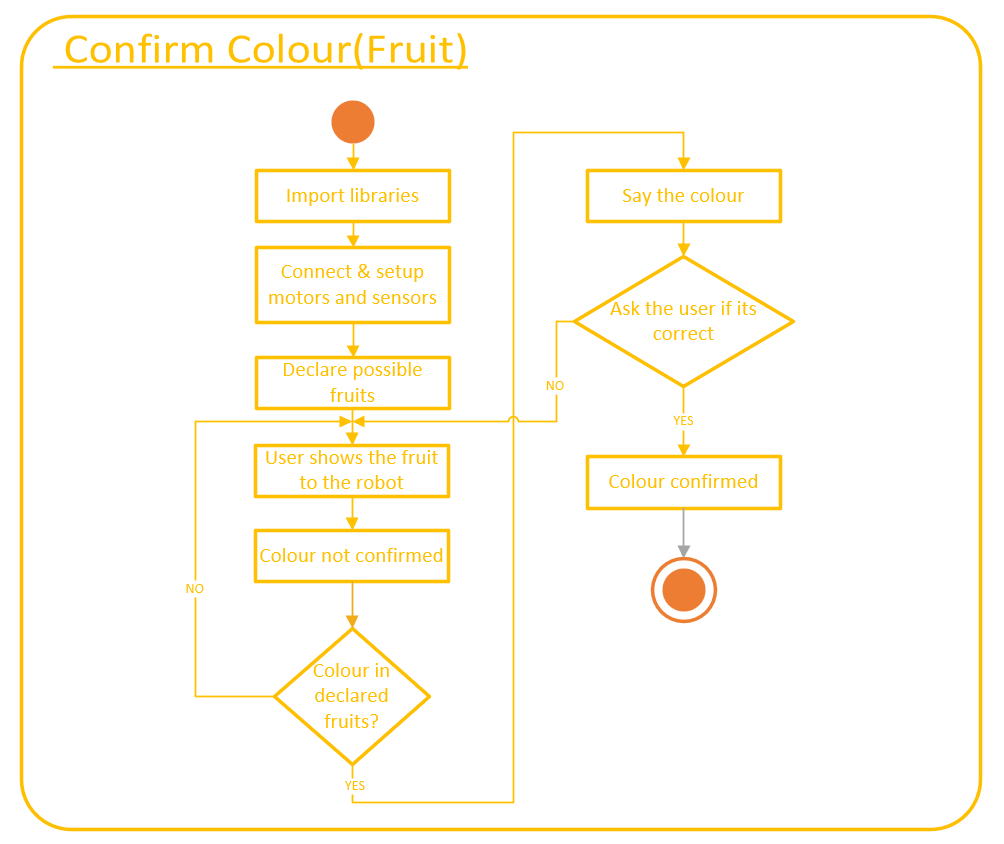 Confirm Colour(Fruit)
Import libraries
Connect & setup
motors and sensors
Declare possible
fruits
User shows the fruit
to the robot
Colour not confirmed
NO
Colour in
declared
fruits?
YES
Say the colour
Ask the user if its
correct
NO
YES
Colour confirmed